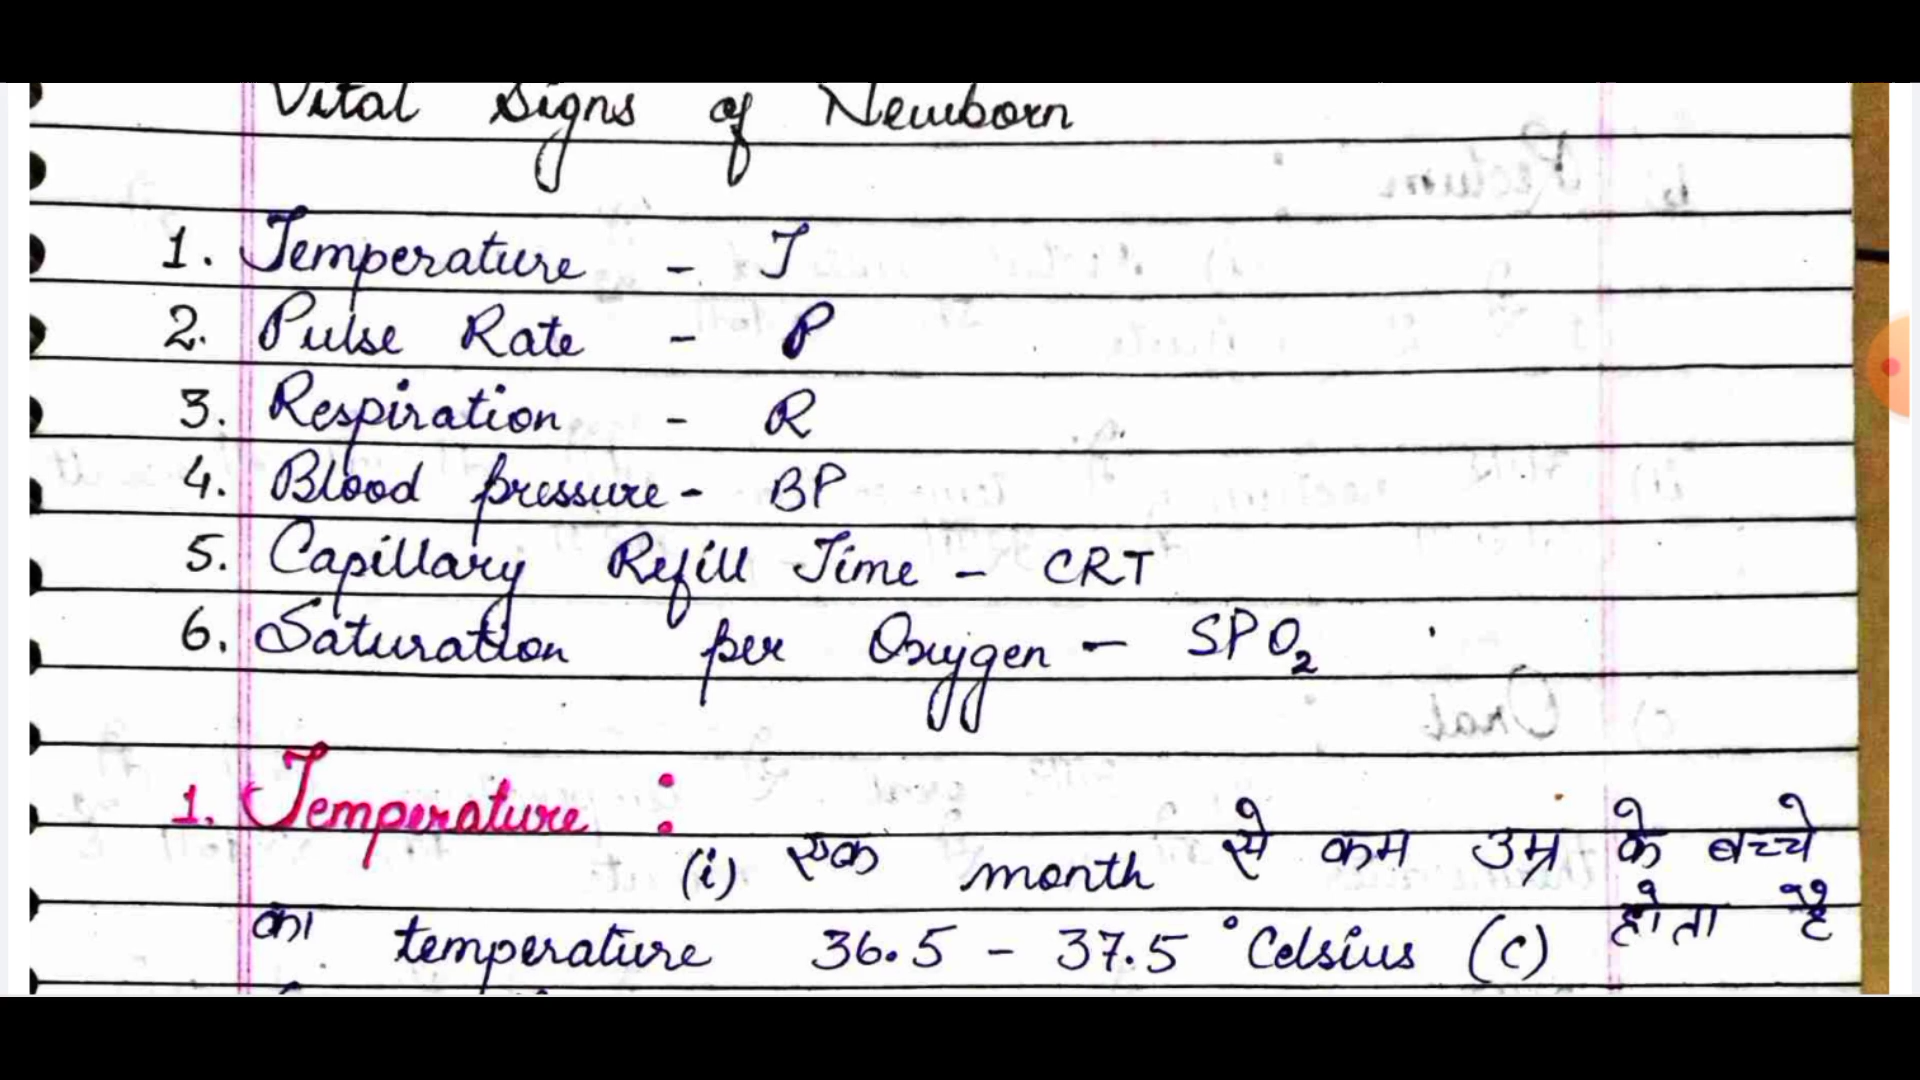 Vital Signs of Newborn
1. Temperature - T
2. Pulse Rate - P
3. Respiration - R
4. Blood pressure - BP
5. Capillary Refill Time - CRT
6. Saturation per Oxygen - SPO₂
1. Temperature :
(i) एक month से कम उम्र के बच्चे
का temperature 36.5 - 37.5 °Celsius (C) होता है